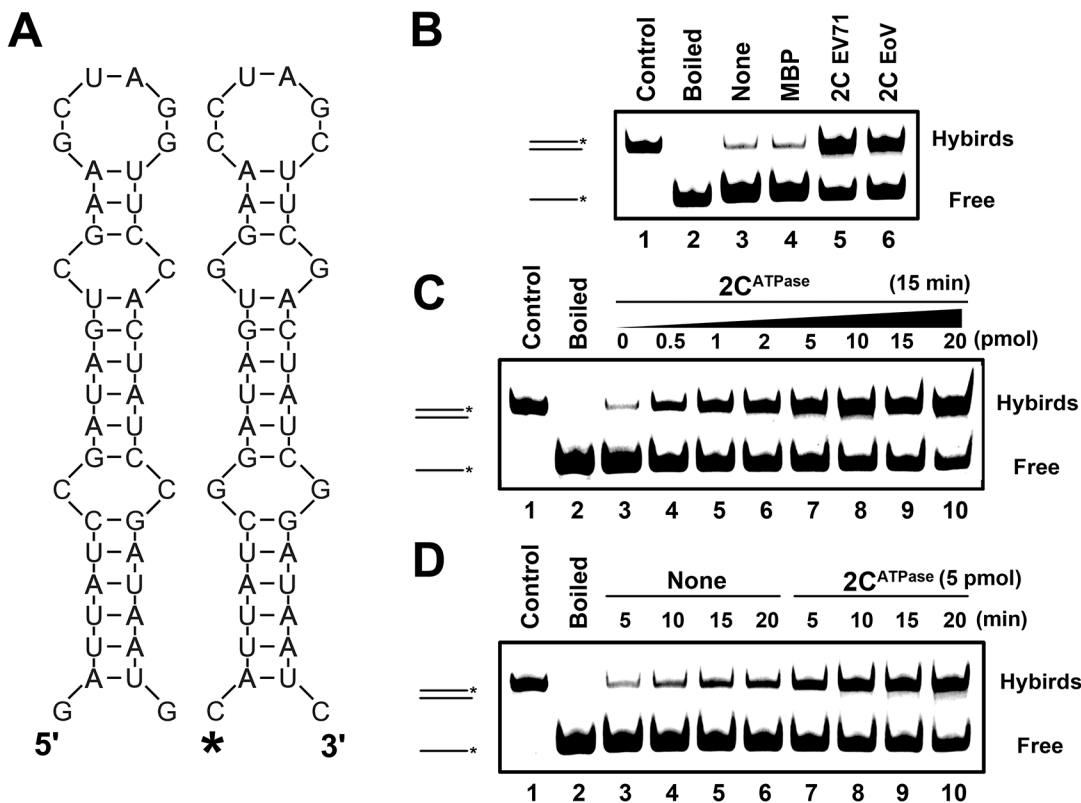 A
U–A U–A
C G C G
G G C C
A–U A–U
A–U A–U
G–C G–C
C C G G
U–A U–A
G–C G–C
A–U A–U
U–A U–A
A–U A–U
G–C G–C
C C G G
C–G C–G
U–A U–A
A–U A–U
U–A U–A
U–A U–A
A–U A–U
G G C C
5' * 3'
B
Control Boiled None MBP 2C EV71 2C EoV
* Hybirds
* Free
1 2 3 4 5 6
C
Control Boiled 2C^ATPase (15 min)
0 0.5 1 2 5 10 15 20 (pmol)
* Hybirds
* Free
1 2 3 4 5 6 7 8 9 10
D
Control Boiled None 2C^ATPase (5 pmol)
5 10 15 20 5 10 15 20 (min)
* Hybirds
* Free
1 2 3 4 5 6 7 8 9 10